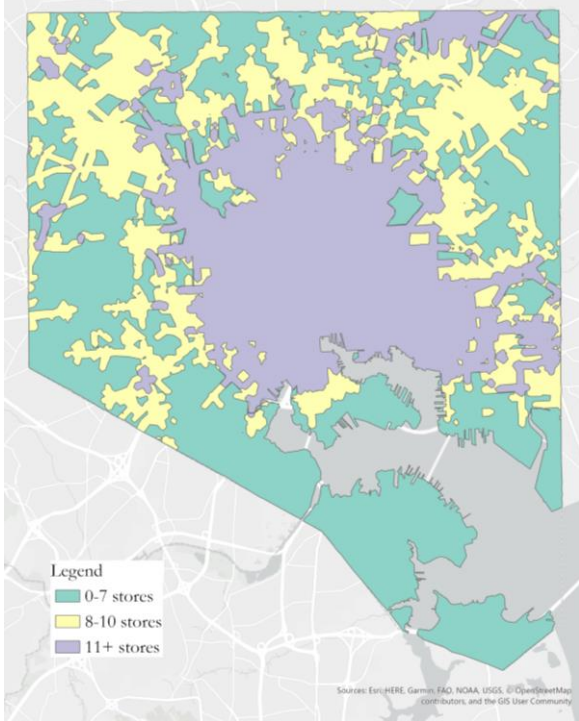 Legend
0-7 stores
8-10 stores
11+ stores
Sources: Esri, HERE, Garmin, FAO, NOAA, USGS, © OpenStreetMap
contributors, and the GIS User Community